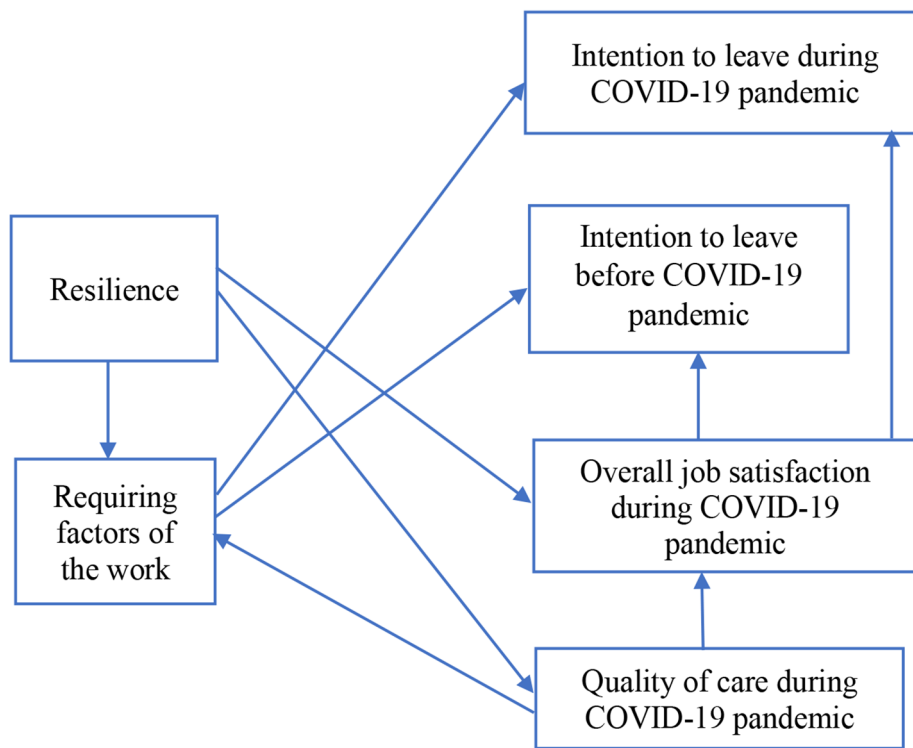 Intention to leave during
COVID-19 pandemic
Intention to leave
before COVID-19
pandemic
Resilience
Requiring
factors of
the work
Overall job satisfaction
during COVID-19
pandemic
Quality of care during
COVID-19 pandemic